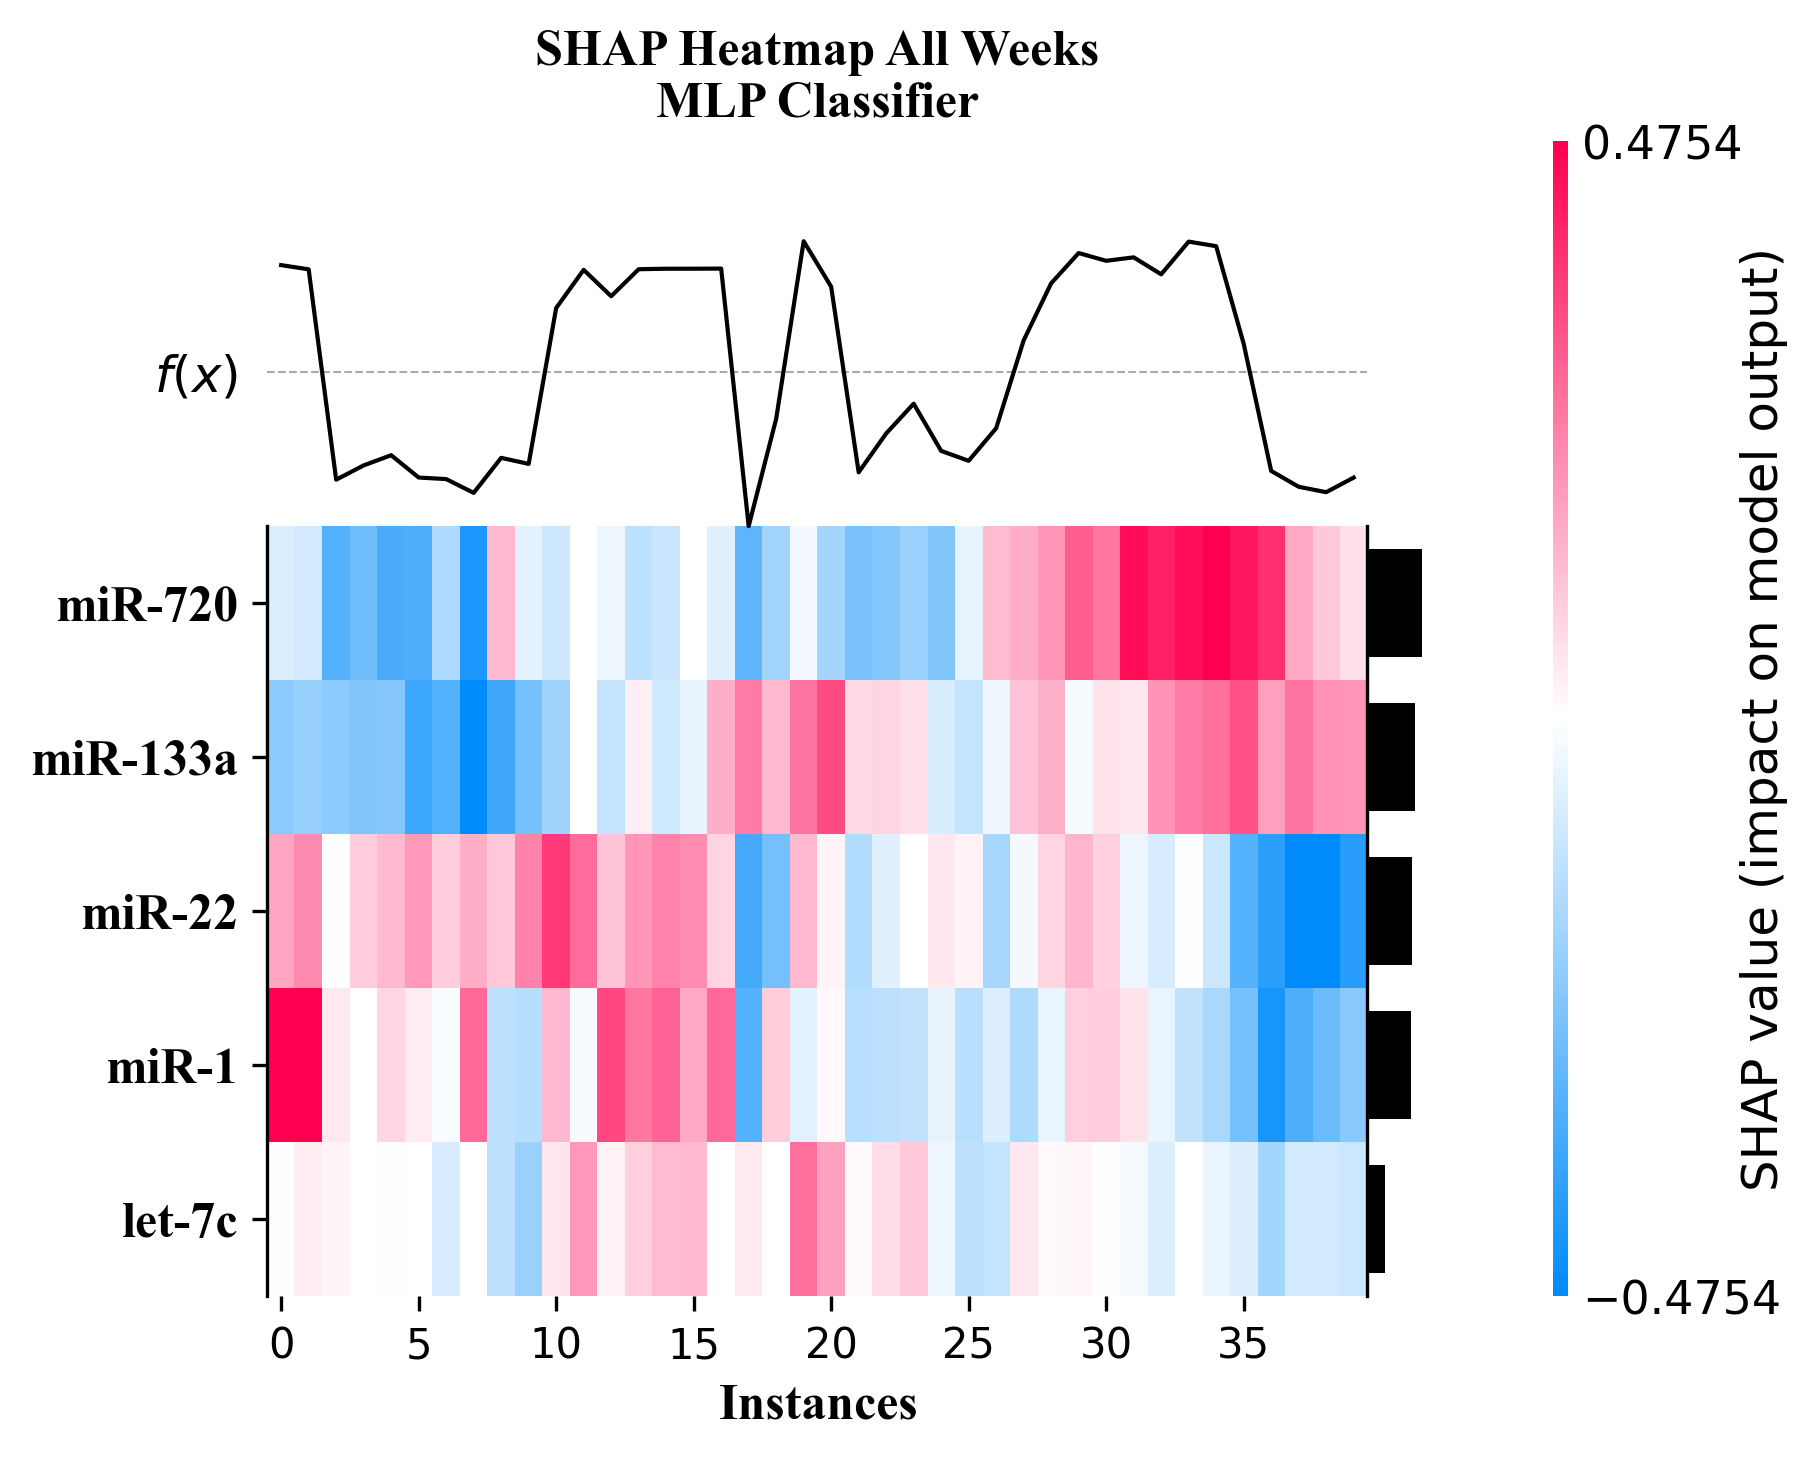 SHAP Heatmap All Weeks
MLP Classifier
0.4754
f(x)
miR-720
miR-133a
miR-22
miR-1
let-7c
−0.4754
0 5 10 15 20 25 30 35
Instances
SHAP value (impact on model output)